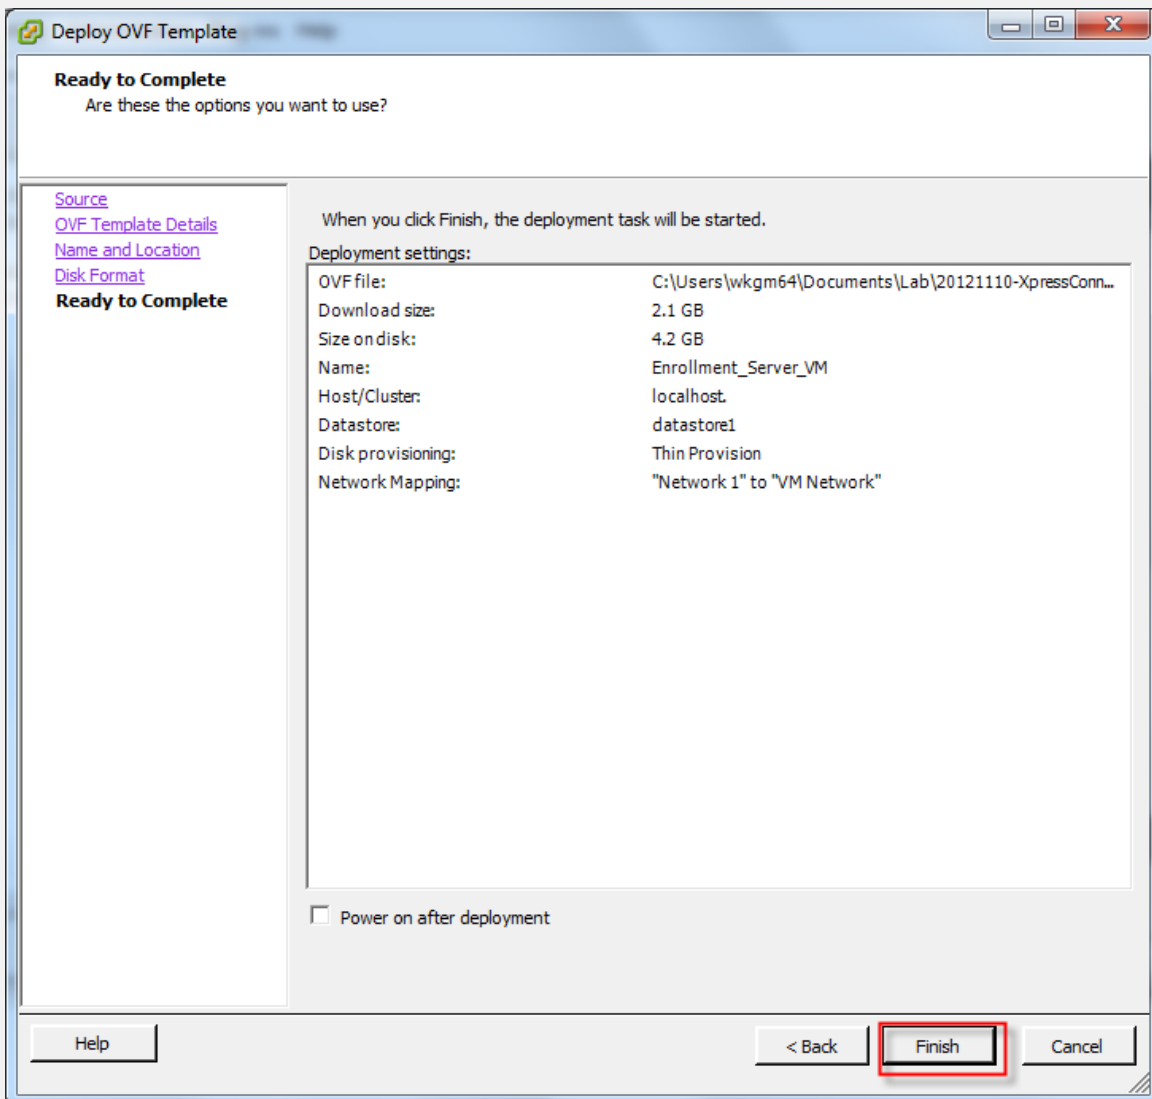 Deploy OVF Template
Ready to Complete
Are these the options you want to use?
Source
OVF Template Details
Name and Location
Disk Format
Ready to Complete
When you click Finish, the deployment task will be started.
Deployment settings:
OVF file: C:\Users\wkgm64\Documents\Lab\20121110-XpressConn...
Download size: 2.1 GB
Size on disk: 4.2 GB
Name: Enrollment_Server_VM
Host/Cluster: localhost.
Datastore: datastore1
Disk provisioning: Thin Provision
Network Mapping: "Network 1" to "VM Network"
Power on after deployment
Help
< Back
Finish
Cancel